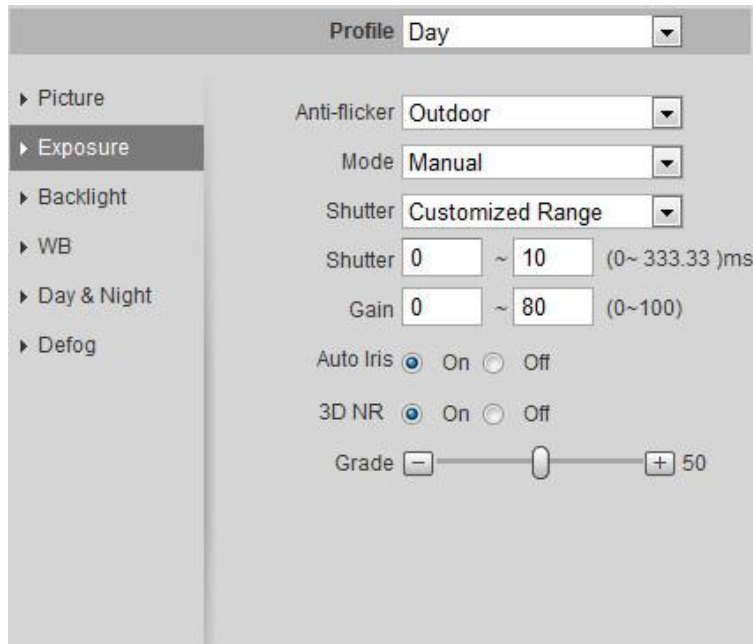 Profile Day
Picture
Exposure
Backlight
WB
Day & Night
Defog
Anti-flicker Outdoor
Mode Manual
Shutter Customized Range
Shutter 0 ~ 10 (0~ 333.33 )ms
Gain 0 ~ 80 (0~100)
Auto Iris On Off
3D NR On Off
Grade − + 50